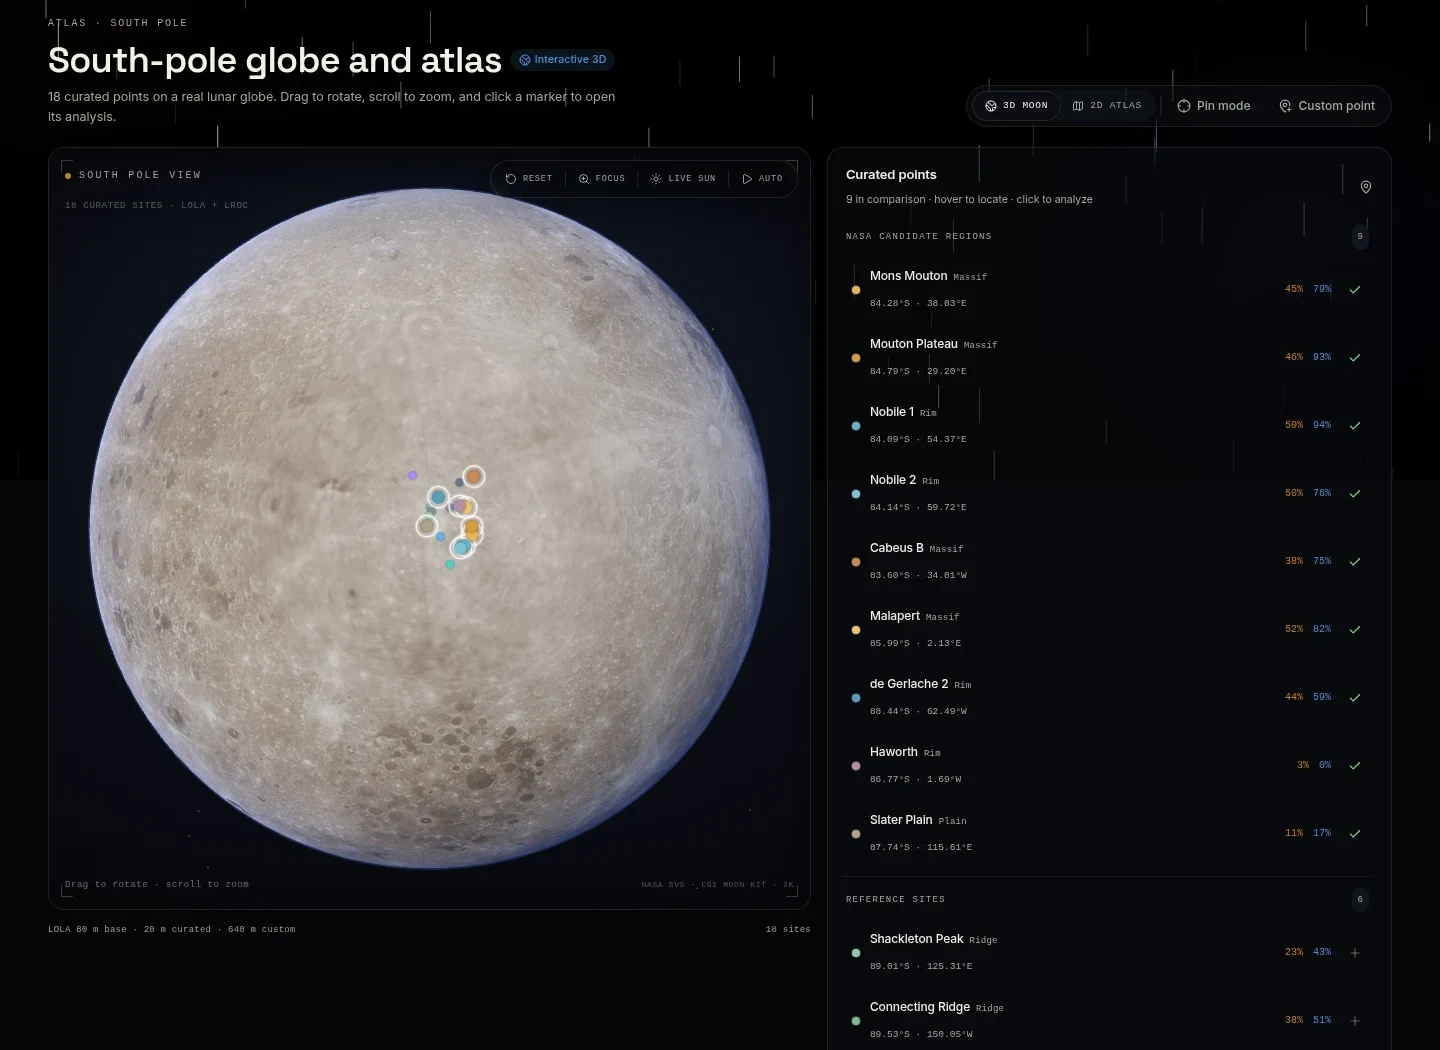 ATLAS · SOUTH POLE
South-pole globe and atlas
Interactive 3D
18 curated points on a real lunar globe. Drag to rotate, scroll to zoom, and click a marker to open
its analysis.
3D MOON
2D ATLAS
Pin mode
Custom point
SOUTH POLE VIEW
RESET
FOCUS
LIVE SUN
AUTO
18 CURATED SITES · LOLA + LROC
Drag to rotate · scroll to zoom
NASA SVS · CGI MOON KIT · 2K
LOLA 80 m base · 20 m curated · 640 m custom
18 sites
Curated points
9 in comparison · hover to locate · click to analyze
NASA CANDIDATE REGIONS
9
Mons Mouton Massif
84.28°S · 38.03°E
45% 79%
Mouton Plateau Massif
84.79°S · 29.20°E
46% 93%
Nobile 1 Rim
84.09°S · 54.37°E
50% 94%
Nobile 2 Rim
84.14°S · 59.72°E
50% 76%
Cabeus B Massif
83.60°S · 34.01°W
38% 75%
Malapert Massif
85.99°S · 2.13°E
52% 82%
de Gerlache 2 Rim
88.44°S · 62.49°W
44% 59%
Haworth Rim
86.77°S · 1.69°W
3% 0%
Slater Plain Plain
87.74°S · 115.61°E
11% 17%
REFERENCE SITES
6
Shackleton Peak Ridge
89.01°S · 125.31°E
23% 43%
Connecting Ridge Ridge
89.53°S · 150.05°W
38% 51%